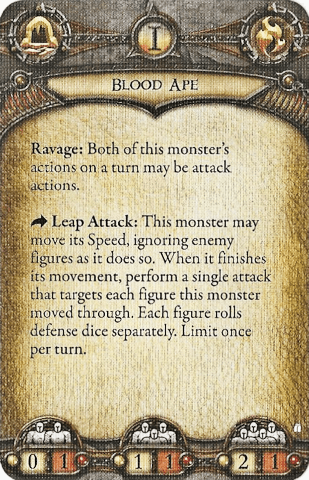 I
Blood Ape
Ravage: Both of this monster's
actions on a turn may be attack
actions.
Leap Attack: This monster may
move its Speed, ignoring enemy
figures as it does so. When it finishes
its movement, perform a single attack
that targets each figure this monster
moved through. Each figure rolls
defense dice separately. Limit once
per turn.
0 1 1 1 2 1